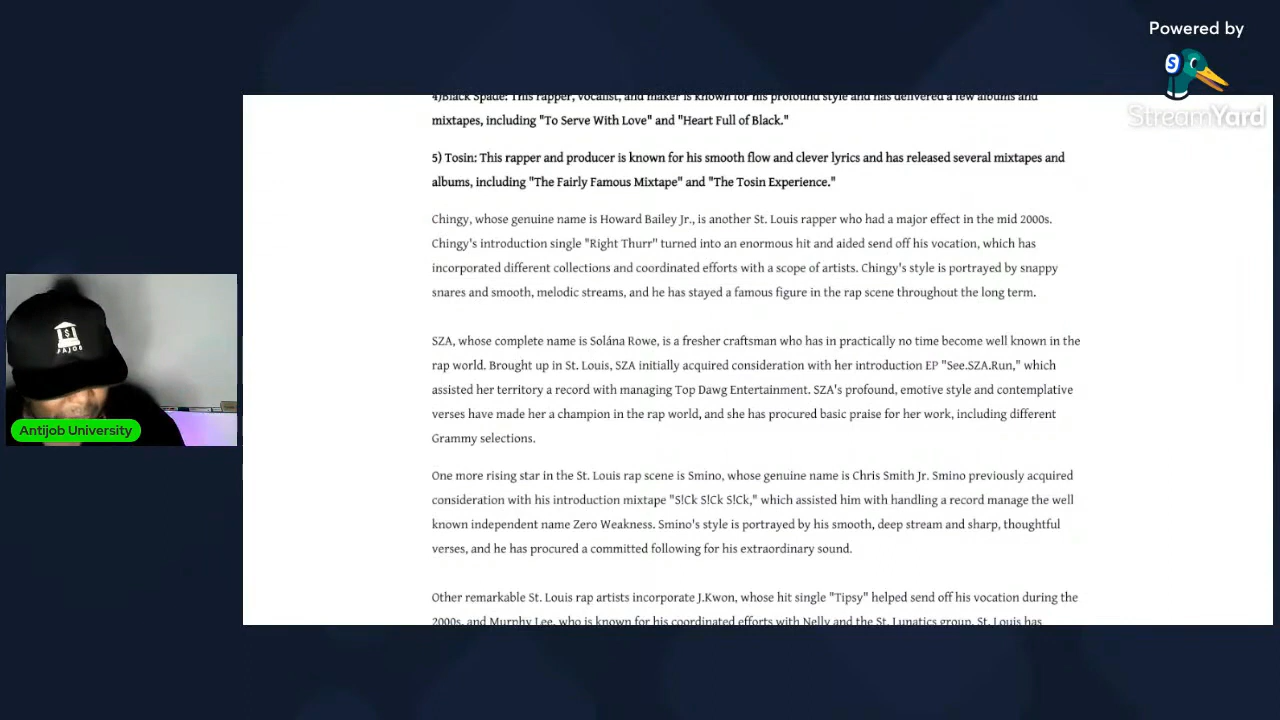 Powered by
S
StreamYard
4)Black Spade: This rapper, vocalist, and maker is known for his profound style and has delivered a few albums and
mixtapes, including "To Serve With Love" and "Heart Full of Black."
5) Tosin: This rapper and producer is known for his smooth flow and clever lyrics and has released several mixtapes and
albums, including "The Fairly Famous Mixtape" and "The Tosin Experience."
Chingy, whose genuine name is Howard Bailey Jr., is another St. Louis rapper who had a major effect in the mid 2000s.
Chingy's introduction single "Right Thurr" turned into an enormous hit and aided send off his vocation, which has
incorporated different collections and coordinated efforts with a scope of artists. Chingy's style is portrayed by snappy
snares and smooth, melodic streams, and he has stayed a famous figure in the rap scene throughout the long term.
SZA, whose complete name is Solána Rowe, is a fresher craftsman who has in practically no time become well known in the
rap world. Brought up in St. Louis, SZA initially acquired consideration with her introduction EP "See.SZA.Run," which
assisted her territory a record with managing Top Dawg Entertainment. SZA's profound, emotive style and contemplative
verses have made her a champion in the rap world, and she has procured basic praise for her work, including different
Grammy selections.
One more rising star in the St. Louis rap scene is Smino, whose genuine name is Chris Smith Jr. Smino previously acquired
consideration with his introduction mixtape "S!Ck S!Ck S!Ck," which assisted him with handling a record manage the well
known independent name Zero Weakness. Smino's style is portrayed by his smooth, deep stream and sharp, thoughtful
verses, and he has procured a committed following for his extraordinary sound.
Other remarkable St. Louis rap artists incorporate J.Kwon, whose hit single "Tipsy" helped send off his vocation during the
2000s, and Murphy Lee, who is known for his coordinated efforts with Nelly and the St. Lunatics group. St. Louis has
$
Antijob University